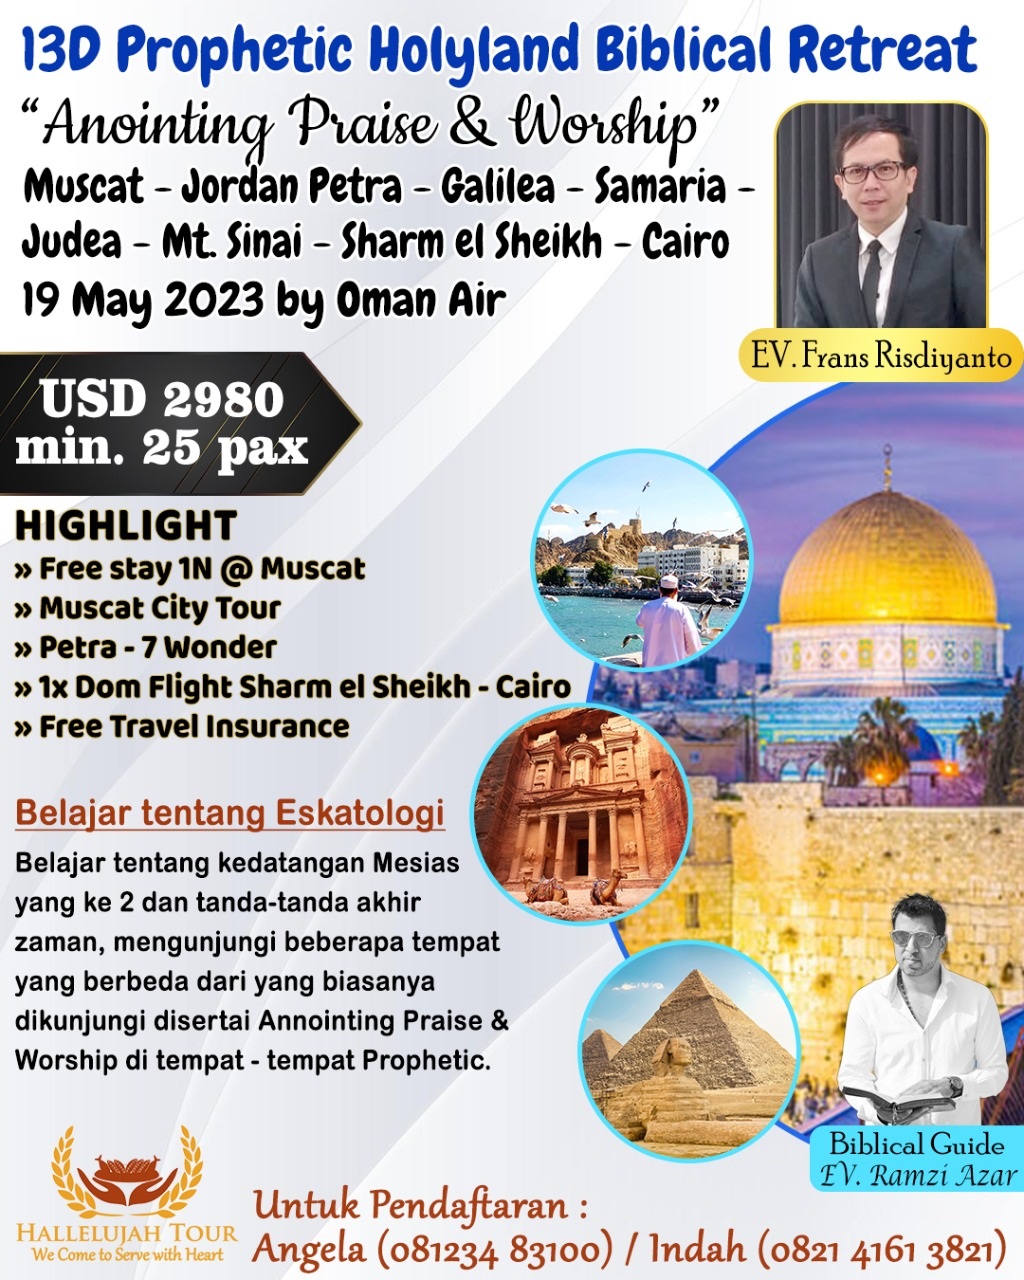 13D Prophetic Holyland Biblical Retreat
“Anointing Praise & Worship”
Muscat - Jordan Petra - Galilea - Samaria -
Judea - Mt. Sinai - Sharm el Sheikh - Cairo
19 May 2023 by Oman Air
EV. Frans Risdiyanto
USD 2980
min. 25 pax
HIGHLIGHT
» Free stay 1N @ Muscat
» Muscat City Tour
» Petra - 7 Wonder
» 1x Dom Flight Sharm el Sheikh - Cairo
» Free Travel Insurance
Belajar tentang Eskatologi
Belajar tentang kedatangan Mesias
yang ke 2 dan tanda-tanda akhir
zaman, mengunjungi beberapa tempat
yang berbeda dari yang biasanya
dikunjungi disertai Annointing Praise &
Worship di tempat - tempat Prophetic.
Biblical Guide
EV. Ramzi Azar
HALLELUJAH TOUR
We Come to Serve with Heart
Untuk Pendaftaran :
Angela (081234 83100) / Indah (0821 4161 3821)